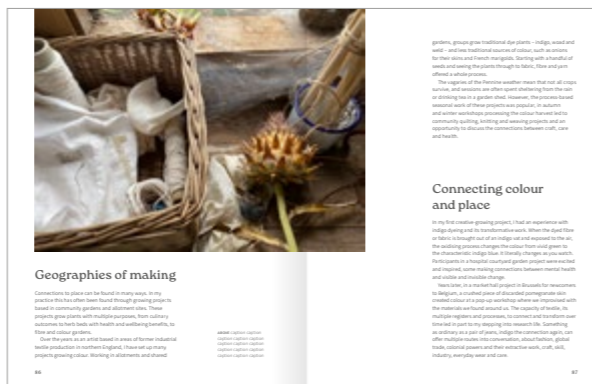 Geographies of making
Connections to place can be found in many ways. In my
practice this has often been found through growing projects
based in community gardens and allotment sites. These
projects grow plants with multiple purposes, from culinary
outcomes to herb beds with health and wellbeing benefits, to
fibre and colour gardens.
Over the years as an artist based in areas of former industrial
textile production in northern England, I have set up many
projects growing colour. Working in allotments and shared
caption caption
caption caption caption
caption caption caption
caption caption caption
caption caption caption
86
gardens, groups grow traditional dye plants – indigo, woad and
weld – and less traditional sources of colour, such as onions
for their skins and French marigolds. Starting with a handful of
seeds and seeing the plants through to fabric, fibre and yarn
offered a whole process.
The vagaries of the Pennine weather mean that not all crops
survive, and sessions are often spent sheltering from the rain
or drinking tea in a garden shed. However, the process-based
seasonal work of these projects was popular, in autumn
and winter workshops processing the colour harvest led to
community quilting, knitting and weaving projects and an
opportunity to discuss the connections between craft, care
and health.
Connecting colour
and place
In my first creative-growing project, I had an experience with
indigo dyeing and its transformative work. When the dyed fibre
or fabric is brought out of an indigo vat and exposed to the air,
the oxidising process changes the colour from vivid green to
the characteristic indigo blue. It literally changes as you watch.
Participants in a hospital courtyard garden project were excited
and inspired, some making connections between mental health
and visible and invisible change.
Years later, in a market hall project in Brussels for newcomers
to Belgium, a crushed piece of discarded pomegranate skin
created colour at a pop-up workshop where we improvised with
the materials we found around us. The capacity of textile, its
multiple registers and processes, to connect and transform over
time led in part to my stepping into research life. Something
as ordinary as a pair of jeans, indigo the connection again, can
offer multiple routes into conversation, about fashion, global
trade, colonial powers and their extractive work, craft, skill,
industry, everyday wear and care.
87